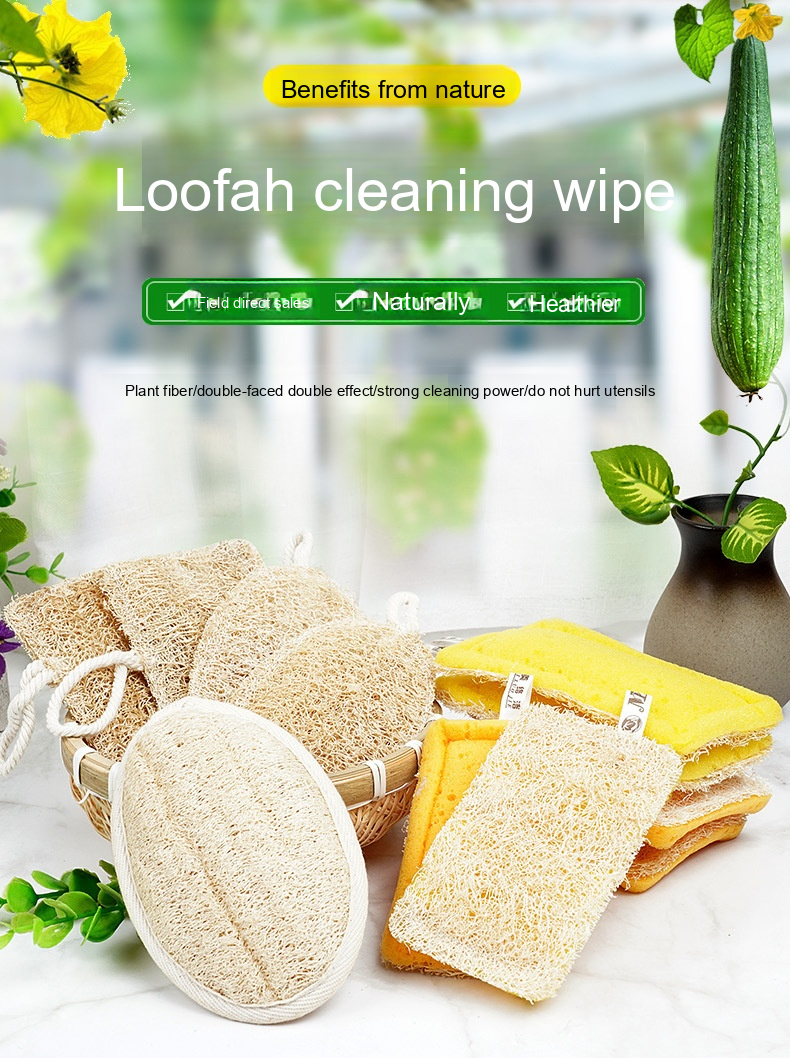 Benefits from nature
Loofah cleaning wipe
Field direct sales Naturally Healthier
Plant fiber/double-faced double effect/strong cleaning power/do not hurt utensils